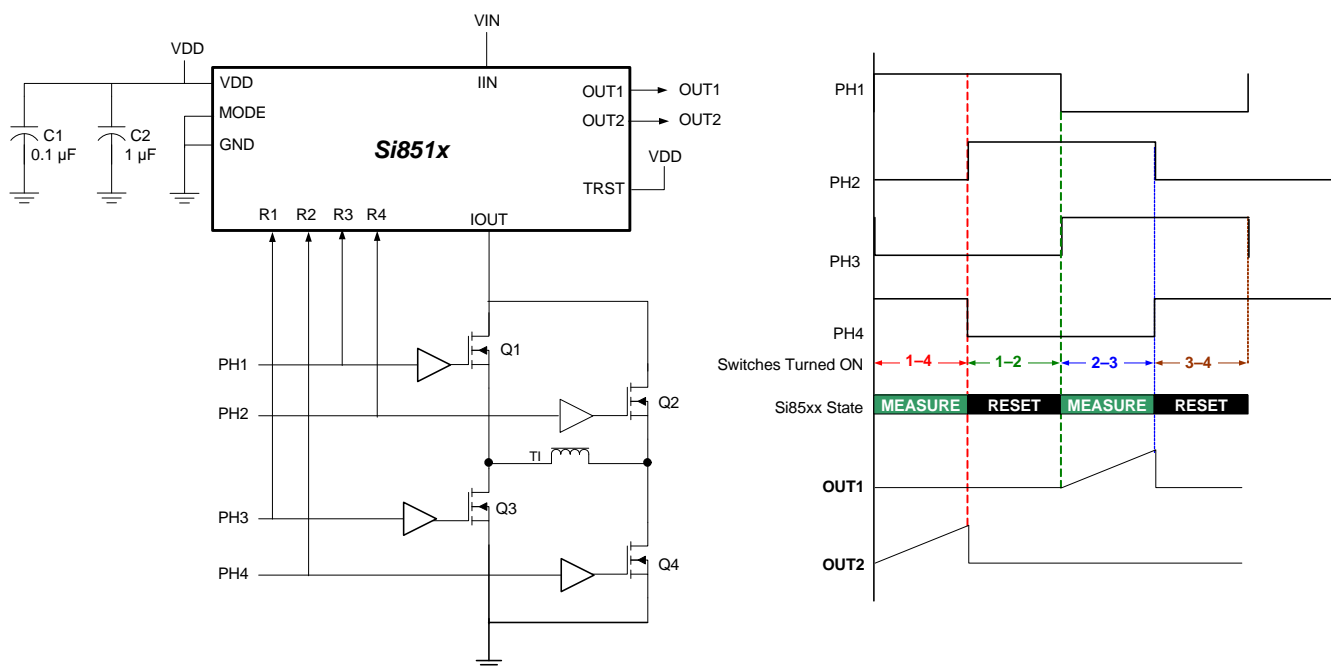 VIN
VDD
VDD
IIN
OUT1
OUT1
MODE
OUT2
OUT2
C1
0.1 µF
C2
1 µF
GND
Si851x
VDD
TRST
R1
R2
R3
R4
IOUT
PH1
Q1
PH2
Q2
TI
PH3
Q3
PH4
Q4
PH1
PH2
PH3
PH4
Switches Turned ON
1–4
1–2
2–3
3–4
Si85xx State
MEASURE
RESET
MEASURE
RESET
OUT1
OUT2